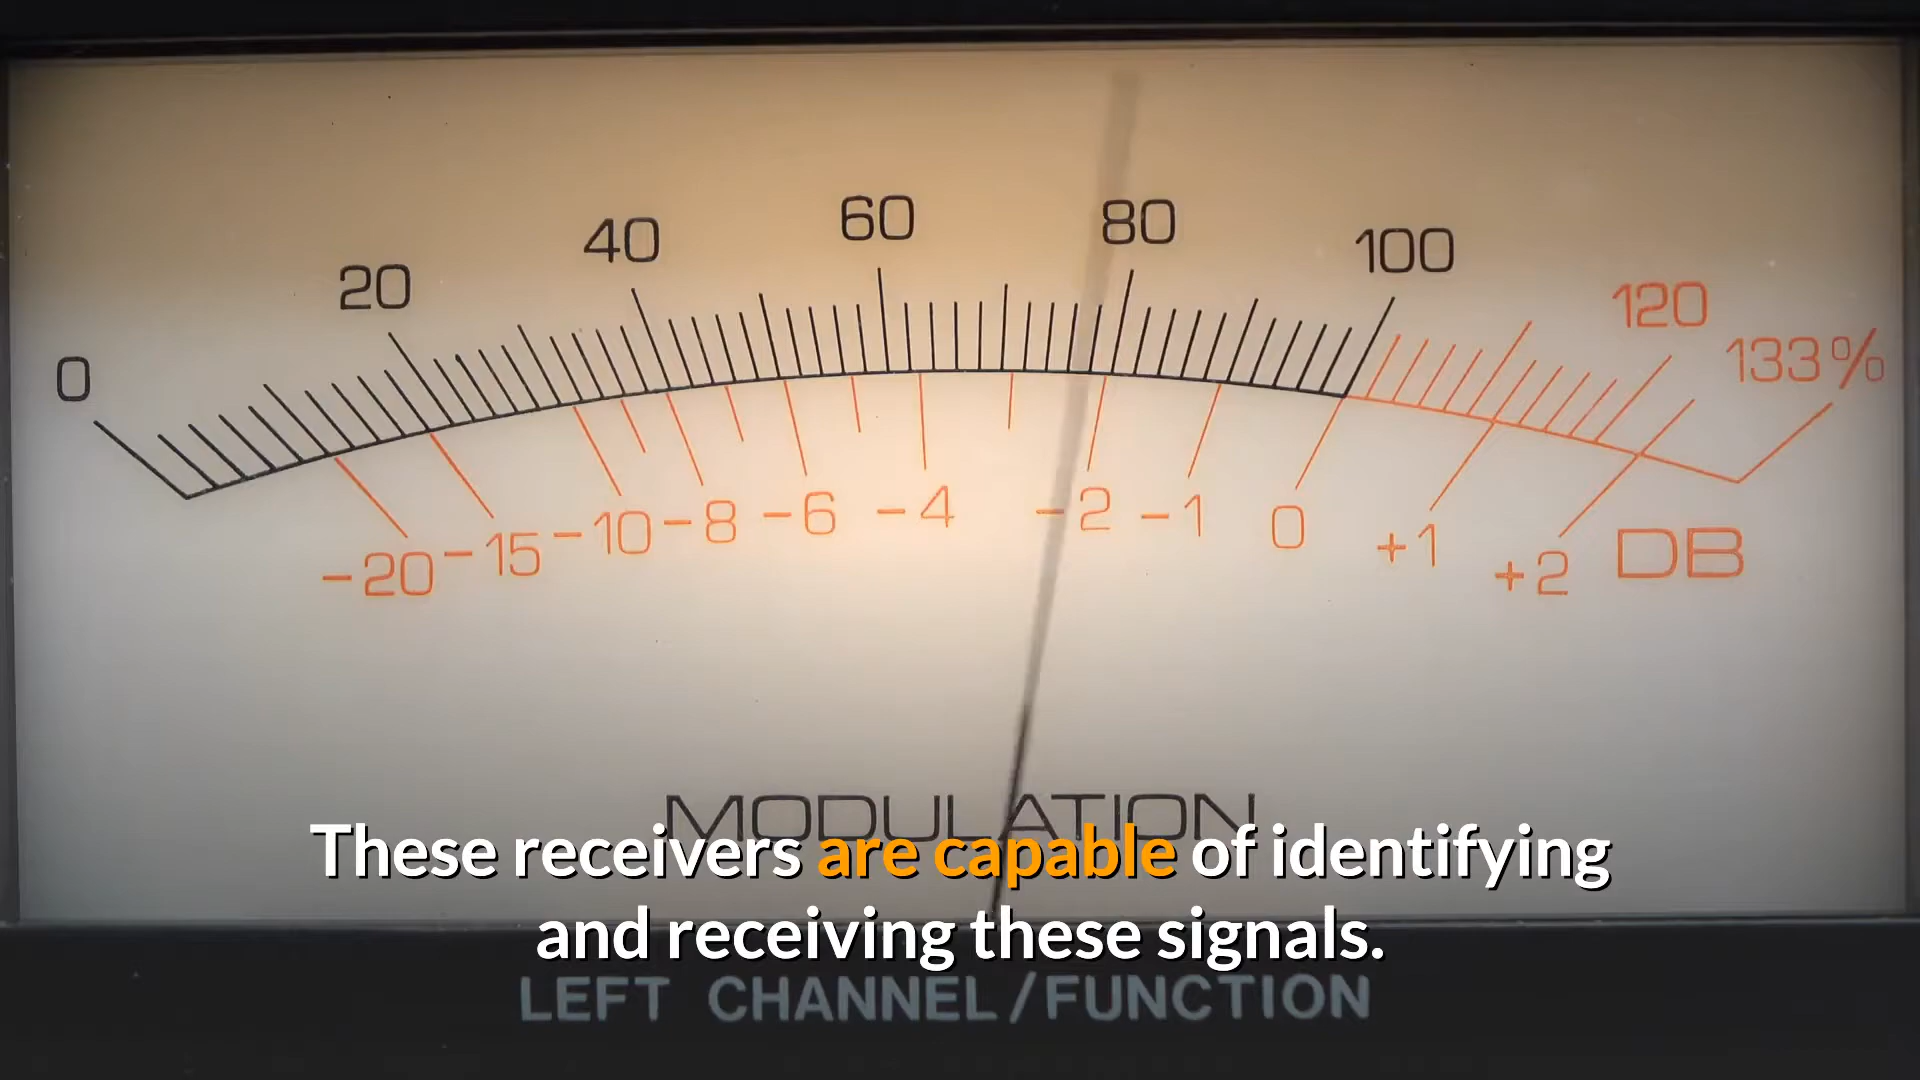 0 20 40 60 80 100 120 133%
-20 -15 -10 -8 -6 -4 -2 -1 0 +1 +2 DB
MODULATION
These receivers are capable of identifying
and receiving these signals.
LEFT CHANNEL/FUNCTION